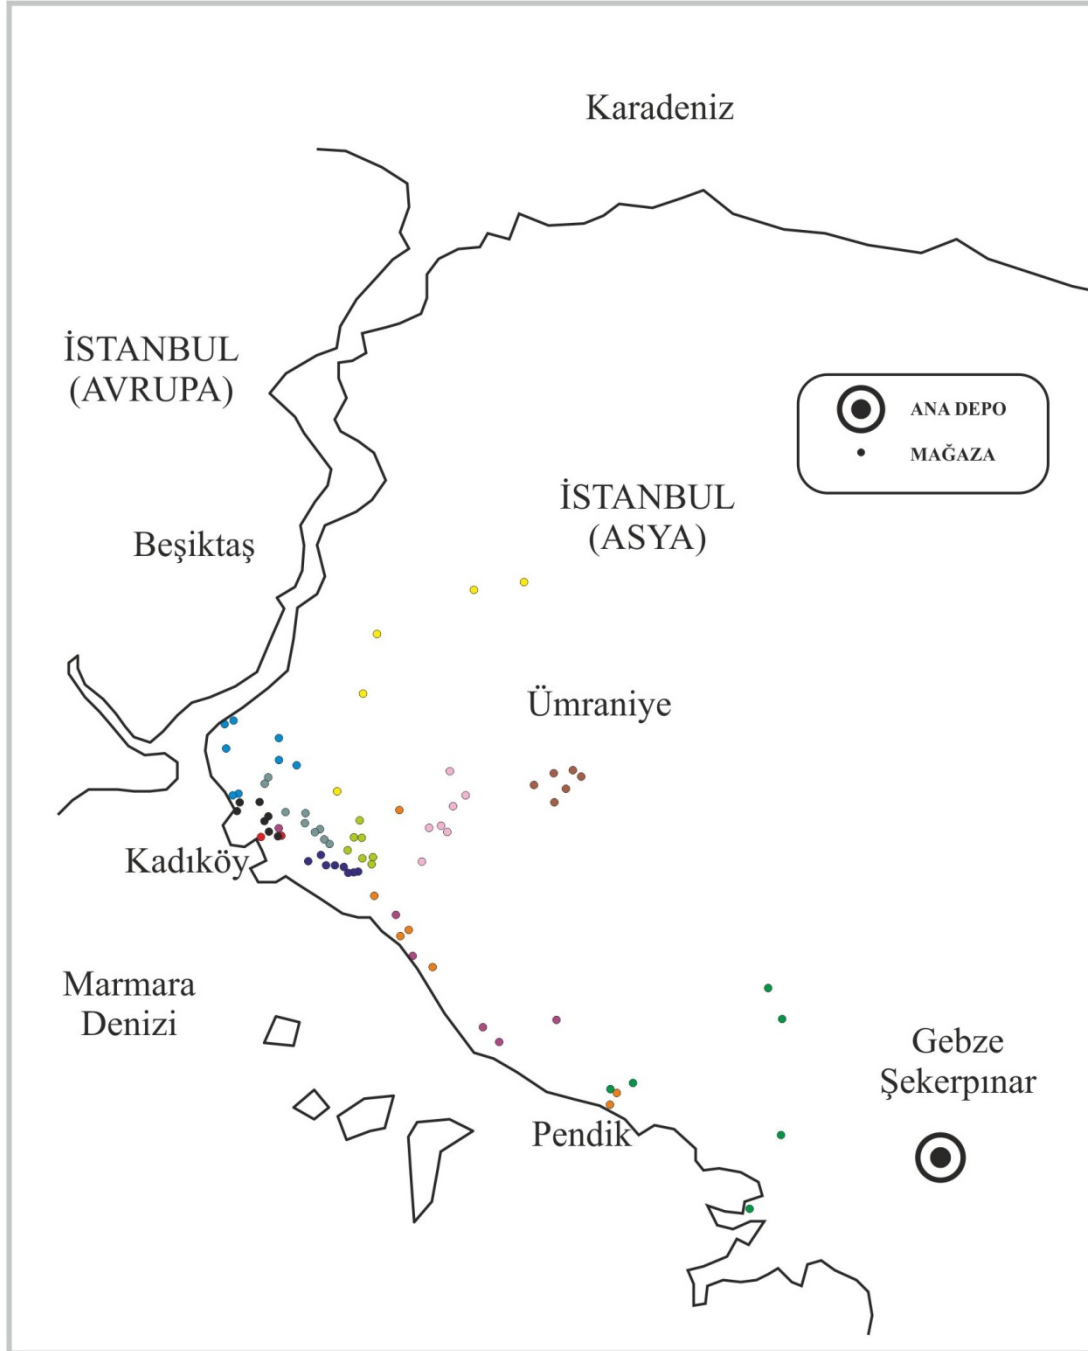 Karadeniz
İSTANBUL
(AVRUPA)
ANA DEPO
MAĞAZA
İSTANBUL
(ASYA)
Beşiktaş
Ümraniye
Kadıköy
Marmara
Denizi
Gebze
Şekerpınar
Pendik